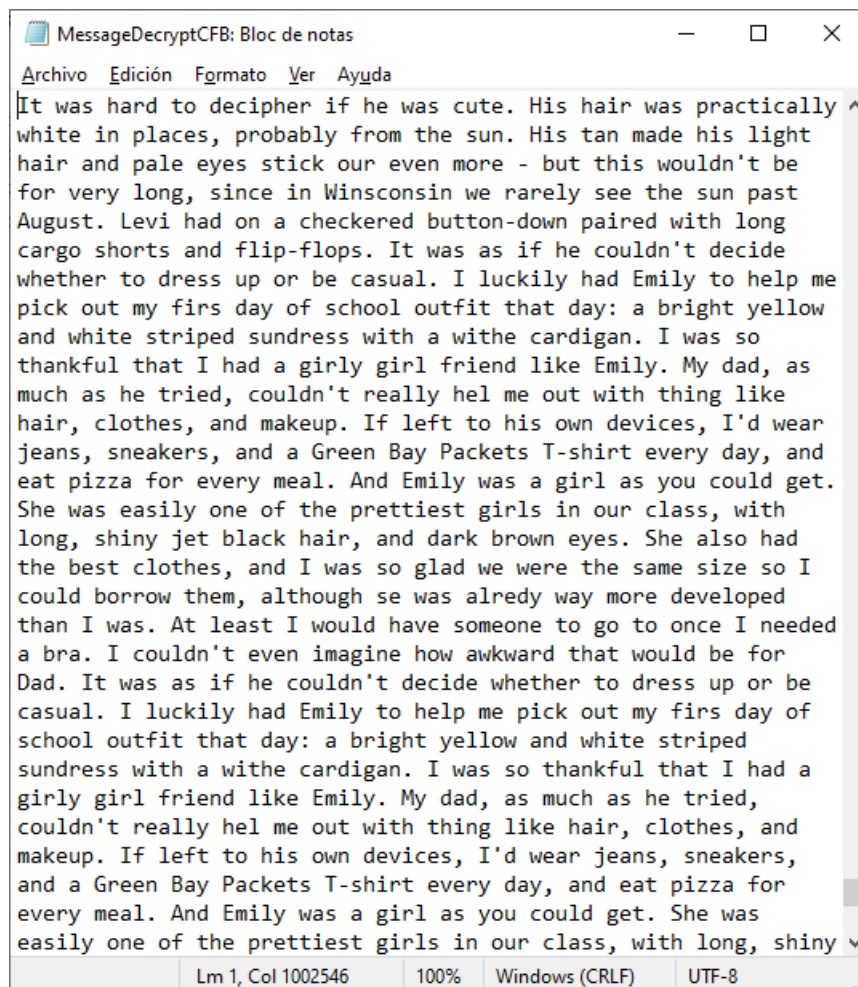 MessageDecryptCFB: Bloc de notas
Archivo Edición Formato Ver Ayuda
It was hard to decipher if he was cute. His hair was practically
white in places, probably from the sun. His tan made his light
hair and pale eyes stick our even more - but this wouldn't be
for very long, since in Winsconsin we rarely see the sun past
August. Levi had on a checkered button-down paired with long
cargo shorts and flip-flops. It was as if he couldn't decide
whether to dress up or be casual. I luckily had Emily to help me
pick out my firs day of school outfit that day: a bright yellow
and white striped sundress with a withe cardigan. I was so
thankful that I had a girly girl friend like Emily. My dad, as
much as he tried, couldn't really hel me out with thing like
hair, clothes, and makeup. If left to his own devices, I'd wear
jeans, sneakers, and a Green Bay Packets T-shirt every day, and
eat pizza for every meal. And Emily was a girl as you could get.
She was easily one of the prettiest girls in our class, with
long, shiny jet black hair, and dark brown eyes. She also had
the best clothes, and I was so glad we were the same size so I
could borrow them, although se was alredy way more developed
than I was. At least I would have someone to go to once I needed
a bra. I couldn't even imagine how awkward that would be for
Dad. It was as if he couldn't decide whether to dress up or be
casual. I luckily had Emily to help me pick out my firs day of
school outfit that day: a bright yellow and white striped
sundress with a withe cardigan. I was so thankful that I had a
girly girl friend like Emily. My dad, as much as he tried,
couldn't really hel me out with thing like hair, clothes, and
makeup. If left to his own devices, I'd wear jeans, sneakers,
and a Green Bay Packets T-shirt every day, and eat pizza for
every meal. And Emily was a girl as you could get. She was
easily one of the prettiest girls in our class, with long, shiny
Lm 1, Col 1002546 100% Windows (CRLF) UTF-8